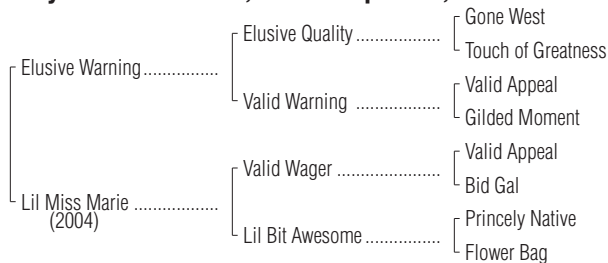 Gone West
Elusive Quality ..................
Touch of Greatness
Elusive Warning ................
Valid Appeal
Valid Warning ..................
Gilded Moment
Valid Appeal
Valid Wager ......................
Bid Gal
Lil Miss Marie ..................
(2004)
Princely Native
Lil Bit Awesome ................
Flower Bag